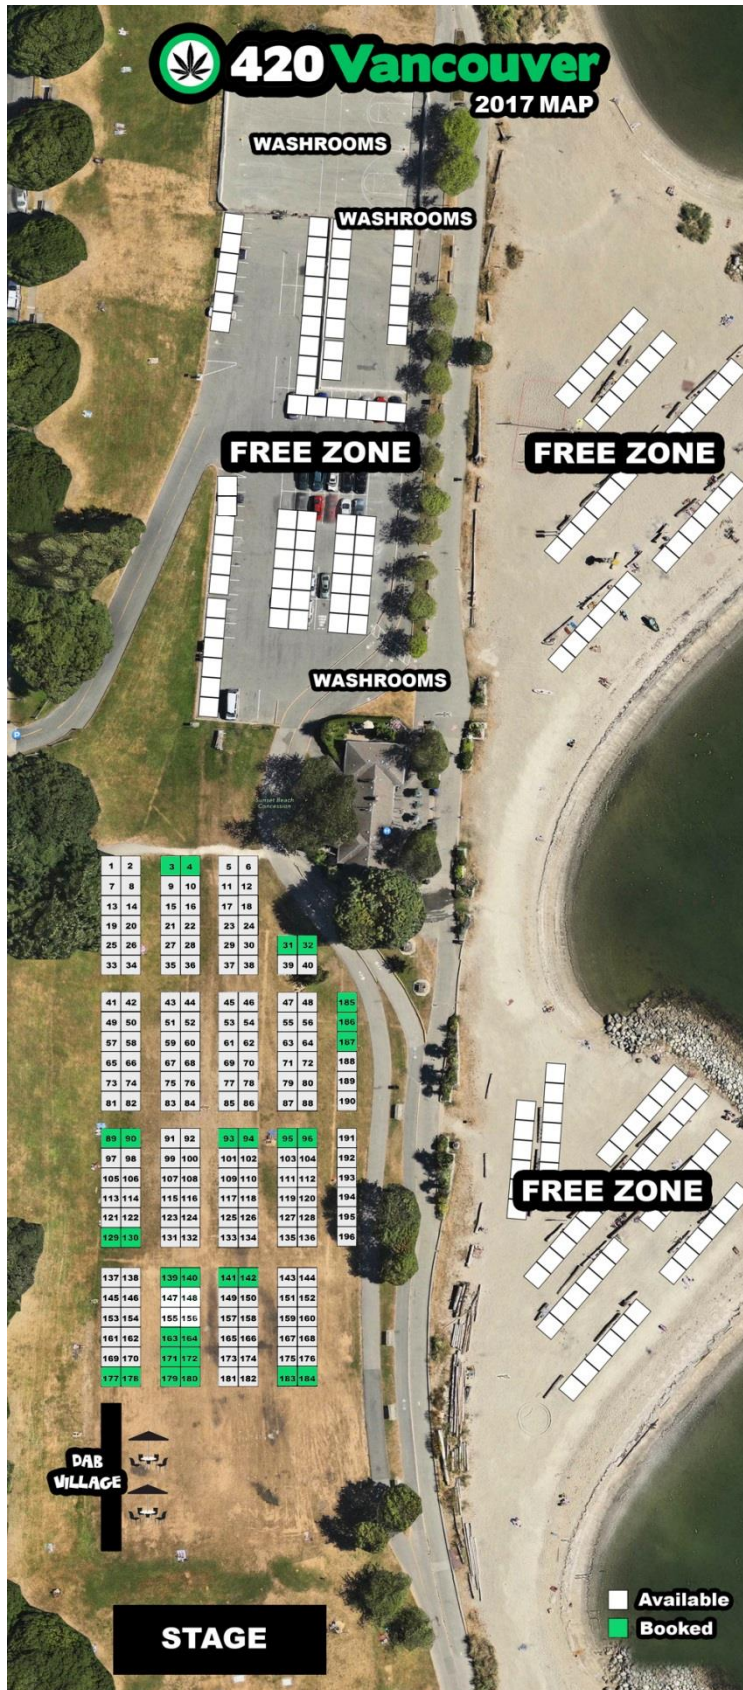 420 Vancouver
2017 MAP
WASHROOMS
WASHROOMS
FREE ZONE
FREE ZONE
WASHROOMS
Sunset Beach
Concession
1 2 3 4 5 6
7 8 9 10 11 12
13 14 15 16 17 18
19 20 21 22 23 24
25 26 27 28 29 30 31 32
33 34 35 36 37 38 39 40
41 42 43 44 45 46 47 48 185
49 50 51 52 53 54 55 56 186
57 58 59 60 61 62 63 64 187
65 66 67 68 69 70 71 72 188
73 74 75 76 77 78 79 80 189
81 82 83 84 85 86 87 88 190
89 90 91 92 93 94 95 96 191
97 98 99 100 101 102 103 104 192
105 106 107 108 109 110 111 112 193
113 114 115 116 117 118 119 120 194
121 122 123 124 125 126 127 128 195
129 130 131 132 133 134 135 136 196
FREE ZONE
137 138 139 140 141 142 143 144
145 146 147 148 149 150 151 152
153 154 155 156 157 158 159 160
161 162 163 164 165 166 167 168
169 170 171 172 173 174 175 176
177 178 179 180 181 182 183 184
DAB
VILLAGE
STAGE
Available
Booked